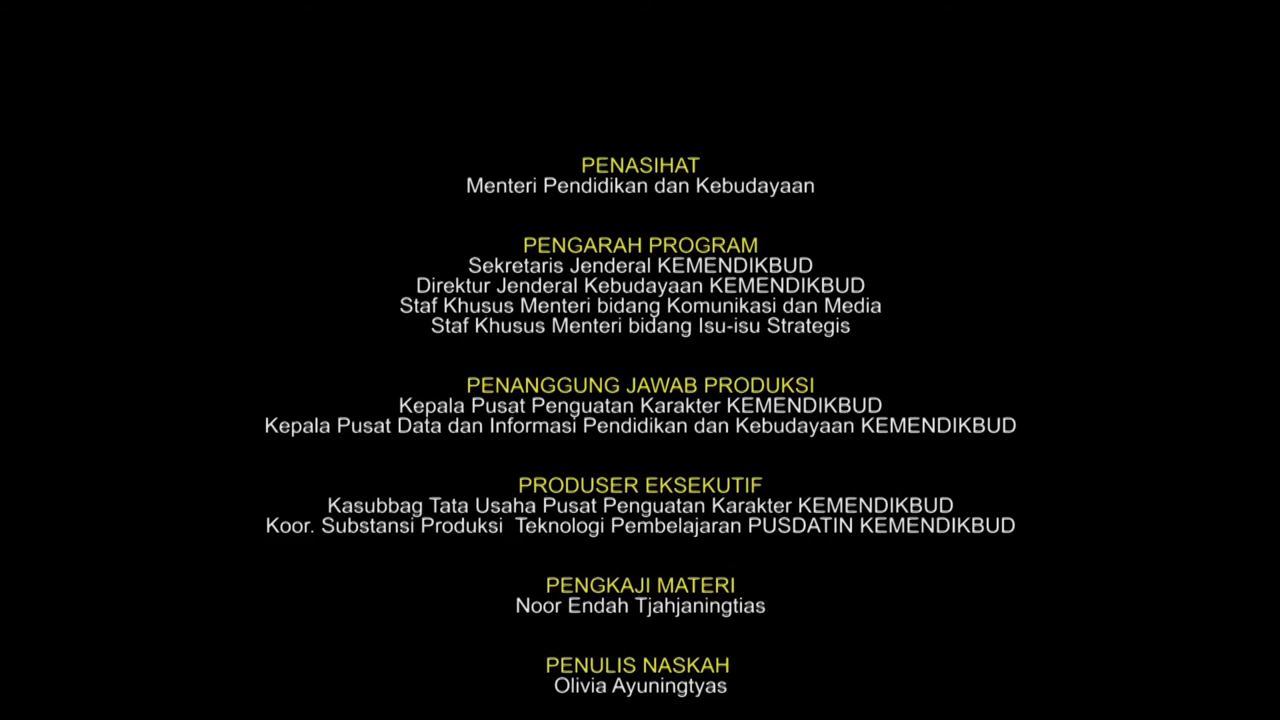 PENASIHAT
Menteri Pendidikan dan Kebudayaan
PENGARAH PROGRAM
Sekretaris Jenderal KEMENDIKBUD
Direktur Jenderal Kebudayaan KEMENDIKBUD
Staf Khusus Menteri bidang Komunikasi dan Media
Staf Khusus Menteri bidang Isu-isu Strategis
PENANGGUNG JAWAB PRODUKSI
Kepala Pusat Penguatan Karakter KEMENDIKBUD
Kepala Pusat Data dan Informasi Pendidikan dan Kebudayaan KEMENDIKBUD
PRODUSER EKSEKUTIF
Kasubbag Tata Usaha Pusat Penguatan Karakter KEMENDIKBUD
Koor. Substansi Produksi  Teknologi Pembelajaran PUSDATIN KEMENDIKBUD
PENGKAJI MATERI
Noor Endah Tjahjaningtias
PENULIS NASKAH
Olivia Ayuningtyas